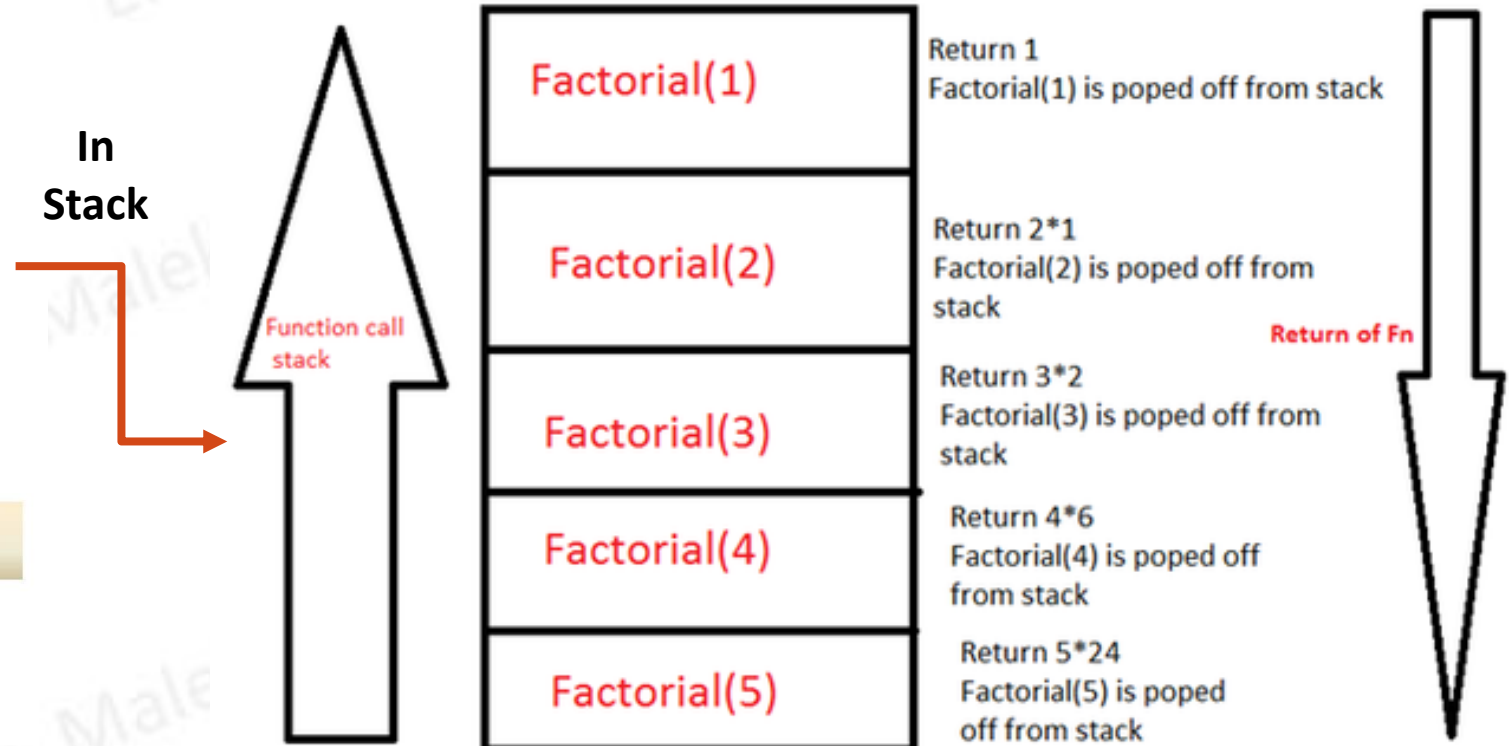 In
Stack
Function call
stack
Factorial(1)
Return 1
Factorial(1) is poped off from stack
Factorial(2)
Return 2*1
Factorial(2) is poped off from
stack
Return of Fn
Factorial(3)
Return 3*2
Factorial(3) is poped off from
stack
Factorial(4)
Return 4*6
Factorial(4) is poped off
from stack
Factorial(5)
Return 5*24
Factorial(5) is poped
off from stack